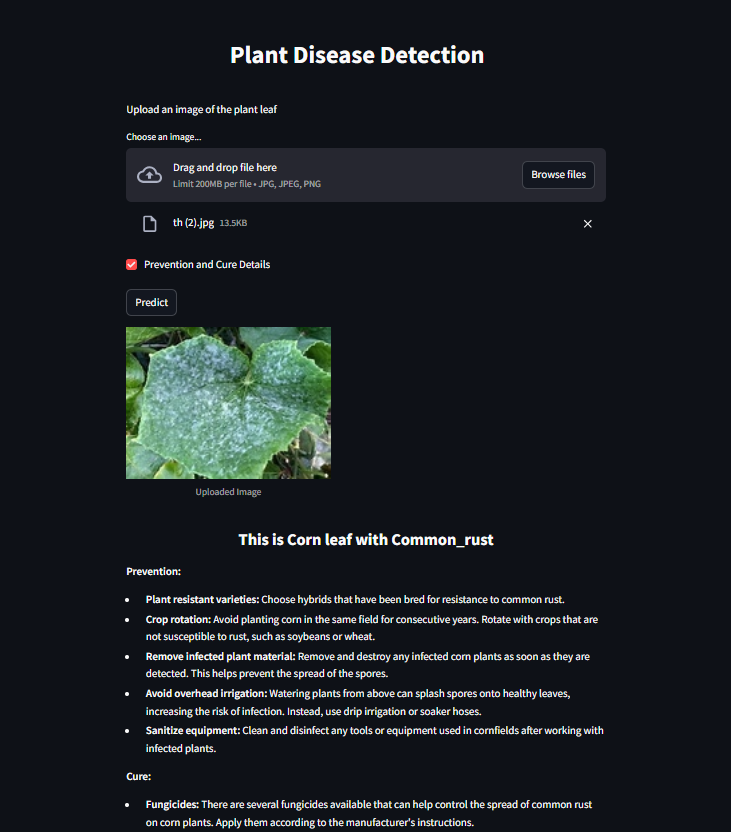 Plant Disease Detection
Upload an image of the plant leaf
Choose an image...
Drag and drop file here
Limit 200MB per file • JPG, JPEG, PNG
Browse files
th (2).jpg 13.5KB
Prevention and Cure Details
Predict
Uploaded Image
This is Corn leaf with Common_rust
Prevention:
• Plant resistant varieties: Choose hybrids that have been bred for resistance to common rust.
• Crop rotation: Avoid planting corn in the same field for consecutive years. Rotate with crops that are
not susceptible to rust, such as soybeans or wheat.
• Remove infected plant material: Remove and destroy any infected corn plants as soon as they are
detected. This helps prevent the spread of the spores.
• Avoid overhead irrigation: Watering plants from above can splash spores onto healthy leaves,
increasing the risk of infection. Instead, use drip irrigation or soaker hoses.
• Sanitize equipment: Clean and disinfect any tools or equipment used in cornfields after working with
infected plants.
Cure:
• Fungicides: There are several fungicides available that can help control the spread of common rust
on corn plants. Apply them according to the manufacturer's instructions.